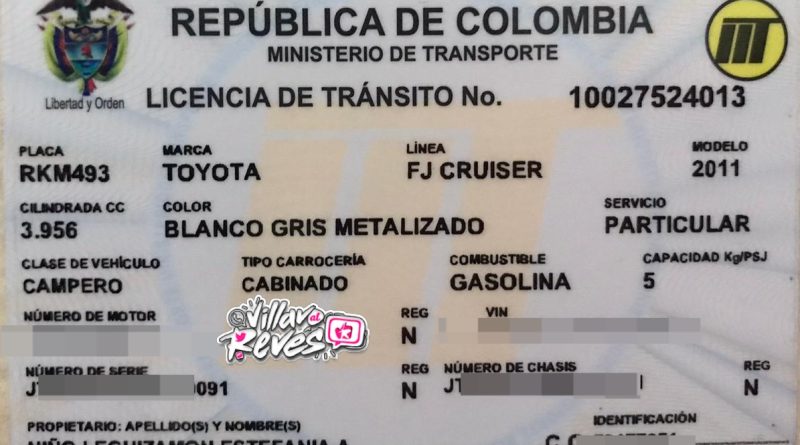 REPÚBLICA DE COLOMBIA
MINISTERIO DE TRANSPORTE
Libertad y Orden
LICENCIA DE TRÁNSITO No. 10027524013
PLACA MARCA LÍNEA MODELO
RKM493 TOYOTA FJ CRUISER 2011
CILINDRADA CC COLOR SERVICIO
3.956 BLANCO GRIS METALIZADO PARTICULAR
CLASE DE VEHÍCULO TIPO CARROCERÍA COMBUSTIBLE CAPACIDAD Kg/PSJ
CAMPERO CABINADO GASOLINA 5
NÚMERO DE MOTOR REG VIN
N
Villav al Reves
NÚMERO DE SERIE REG NÚMERO DE CHASIS REG
N N
PROPIETARIO: APELLIDO(S) Y NOMBRE(S) IDENTIFICACIÓN